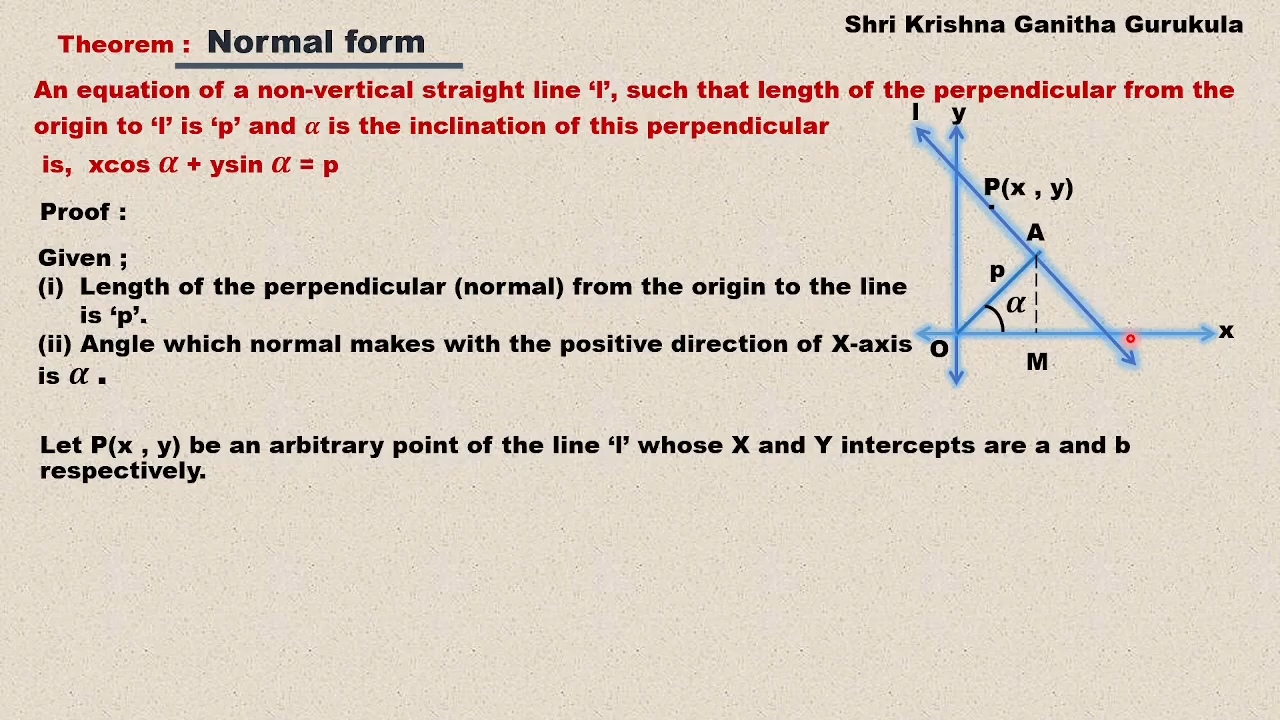 Shri Krishna Ganitha Gurukula
Theorem : Normal form
An equation of a non-vertical straight line ‘l’, such that length of the perpendicular from the
origin to ‘l’ is ‘p’ and α is the inclination of this perpendicular
is, xcos α + ysin α = p
Proof :
Given ;
(i) Length of the perpendicular (normal) from the origin to the line
is ‘p’.
(ii) Angle which normal makes with the positive direction of X-axis
is α .
Let P(x , y) be an arbitrary point of the line ‘l’ whose X and Y intercepts are a and b
respectively.
l y
P(x , y)
A
p
α
x
O
M